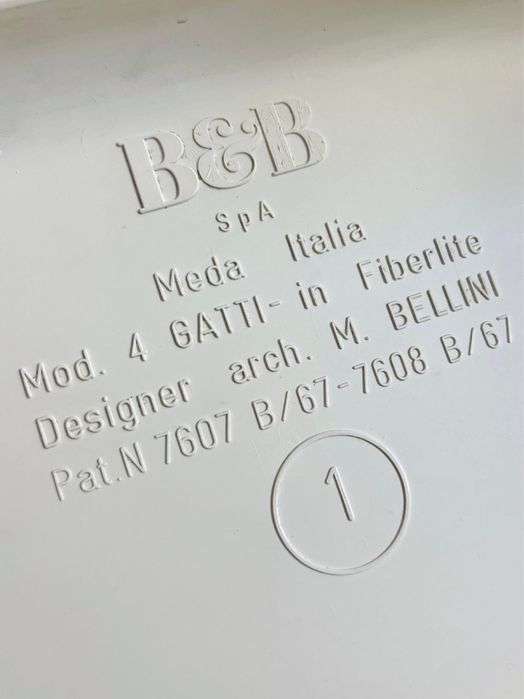 B&B
SpA
Meda Italia
Mod. 4 GATTI- in Fiberlite
Designer arch. M. BELLINI
Pat.N 7607 B/67-7608 B/67
1